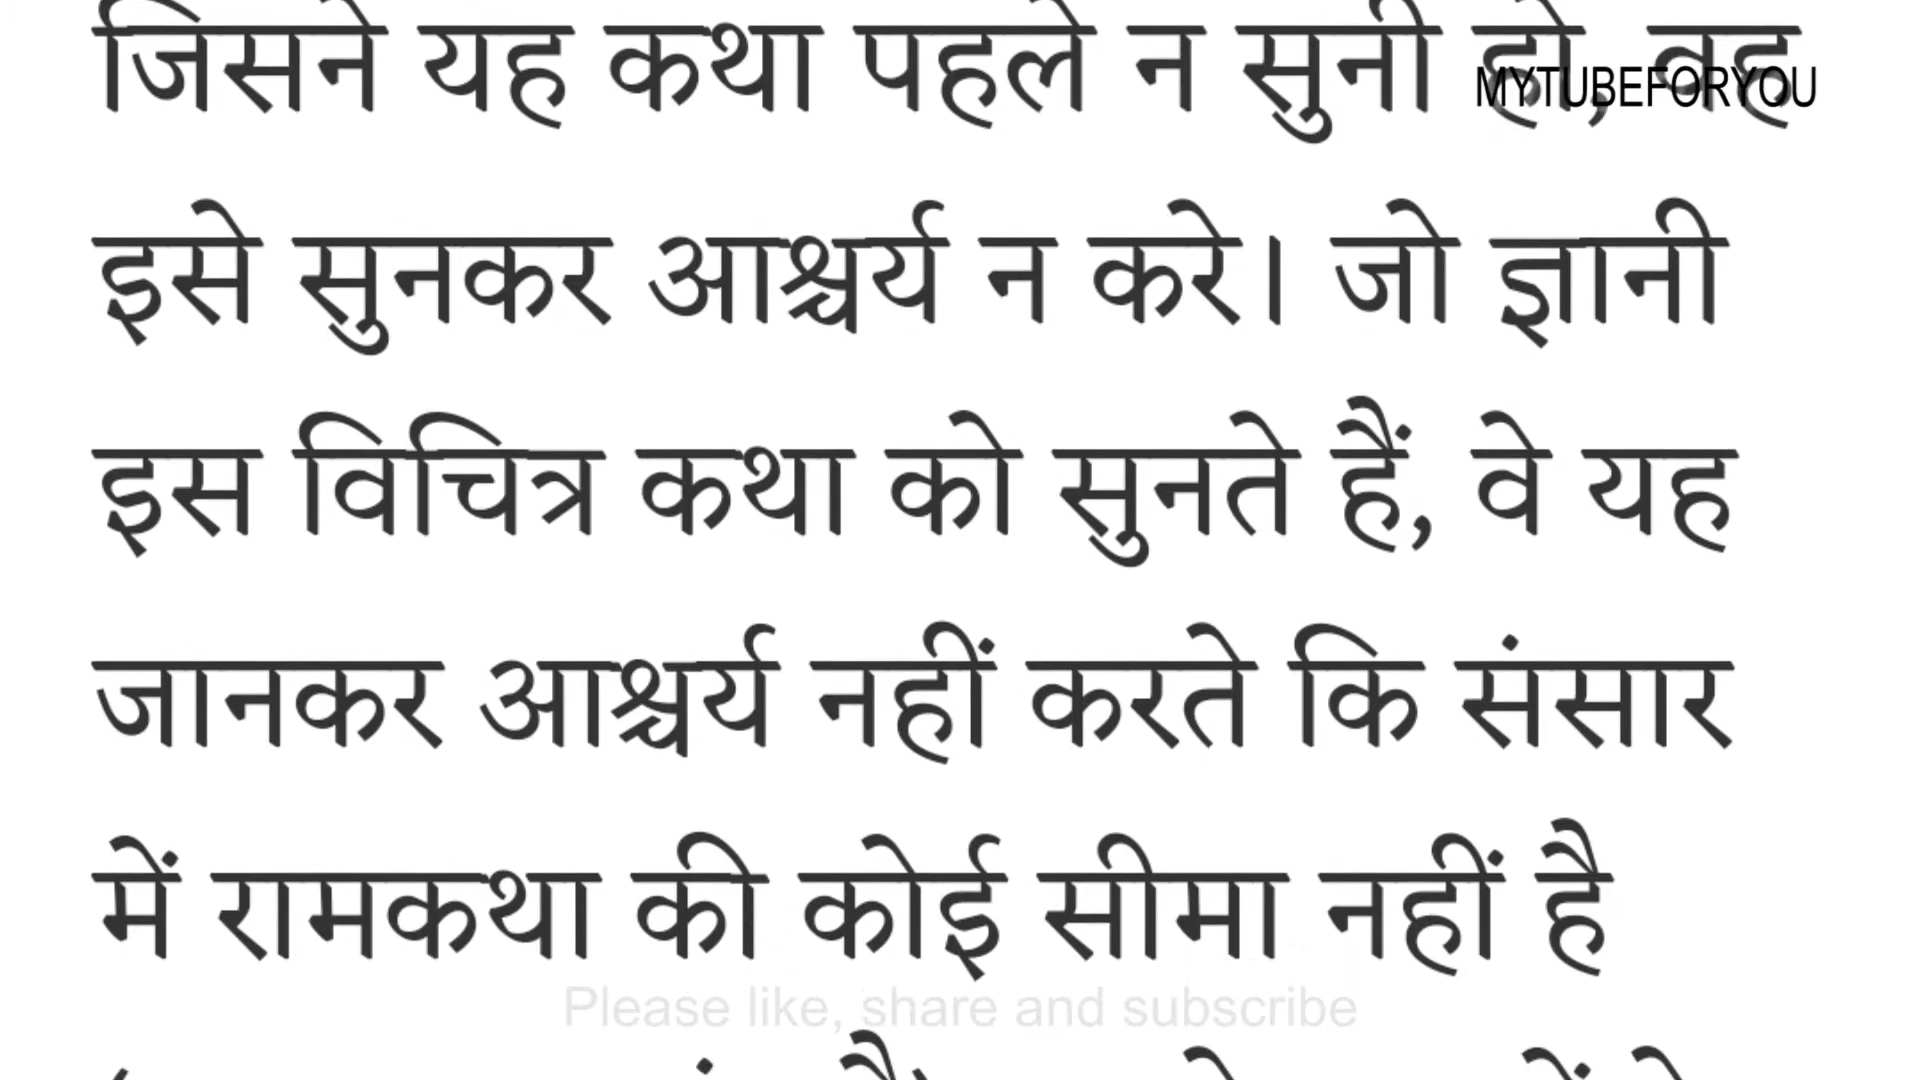 जिसने यह कथा पहले न सुनी हो, वह
MYTUBEFORYOU
इसे सुनकर आश्चर्य न करे। जो ज्ञानी
इस विचित्र कथा को सुनते हैं, वे यह
जानकर आश्चर्य नहीं करते कि संसार
में रामकथा की कोई सीमा नहीं है
Please like, share and subscribe